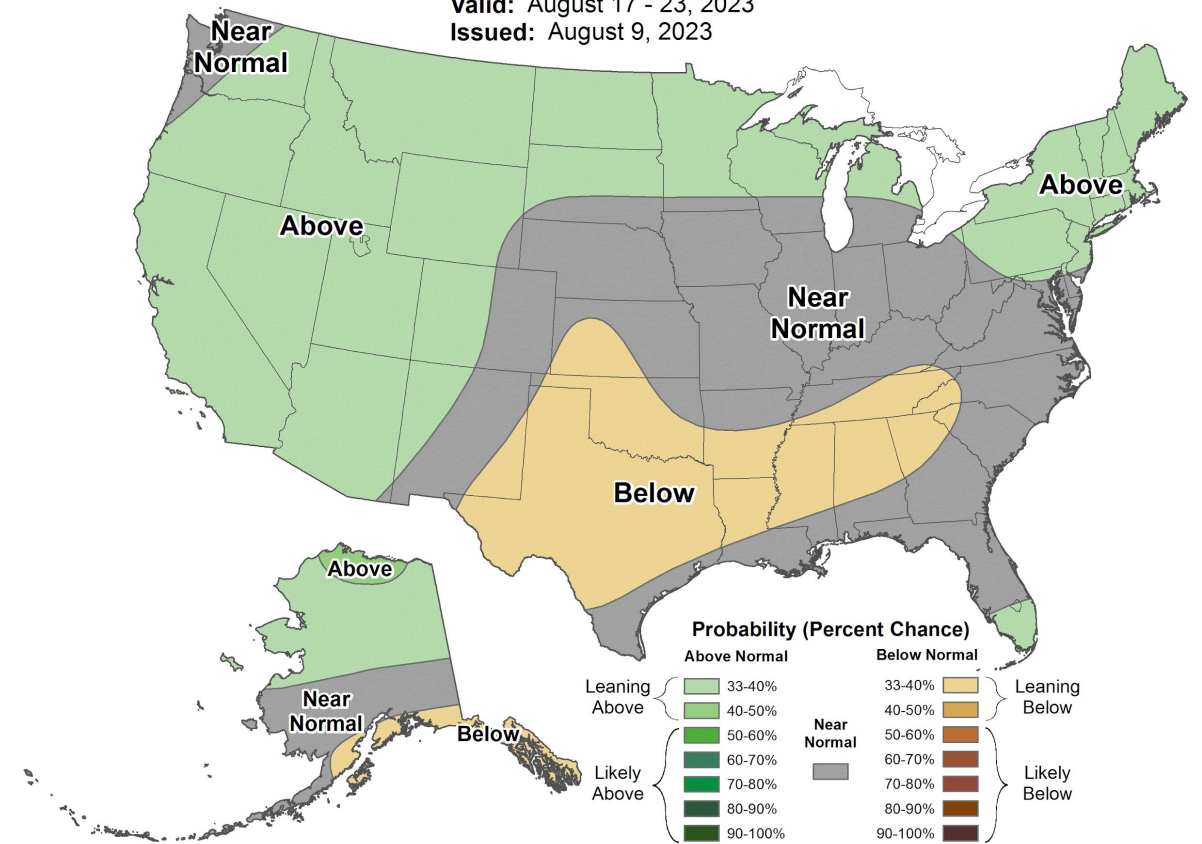 Valid: August 17 - 23, 2023
Issued: August 9, 2023
Near
Normal
Above
Above
Near
Normal
Below
Above
Near
Normal
Below
Probability (Percent Chance)
Above Normal
Below Normal
Leaning
Above
33-40%
40-50%
Likely
Above
50-60%
60-70%
70-80%
80-90%
90-100%
Near
Normal
33-40%
40-50%
Leaning
Below
50-60%
60-70%
70-80%
80-90%
90-100%
Likely
Below